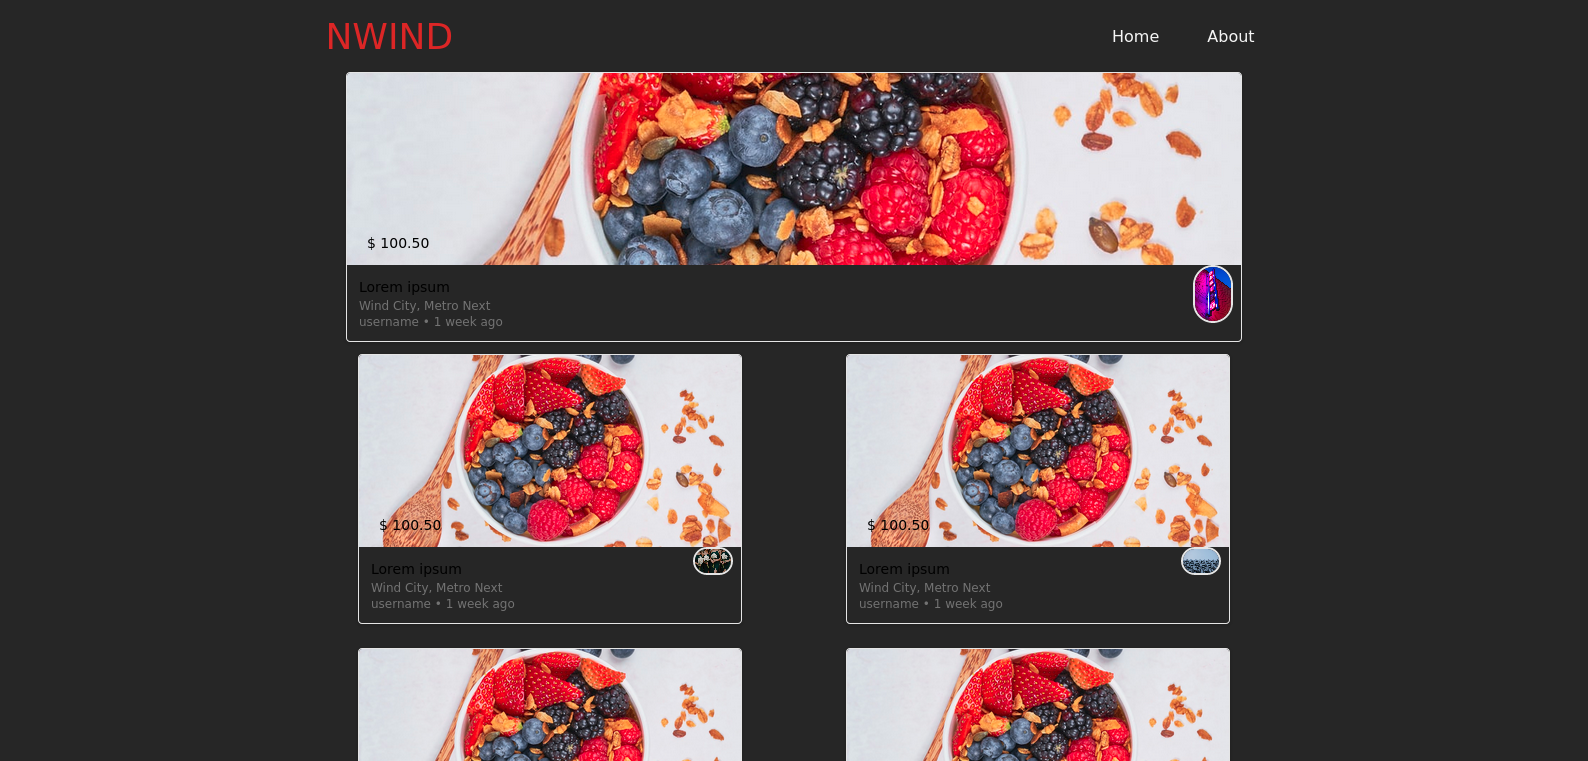 NWIND
Home About
$ 100.50
Lorem ipsum
Wind City, Metro Next
username • 1 week ago
$ 100.50
Lorem ipsum
Wind City, Metro Next
username • 1 week ago
$ 100.50
Lorem ipsum
Wind City, Metro Next
username • 1 week ago